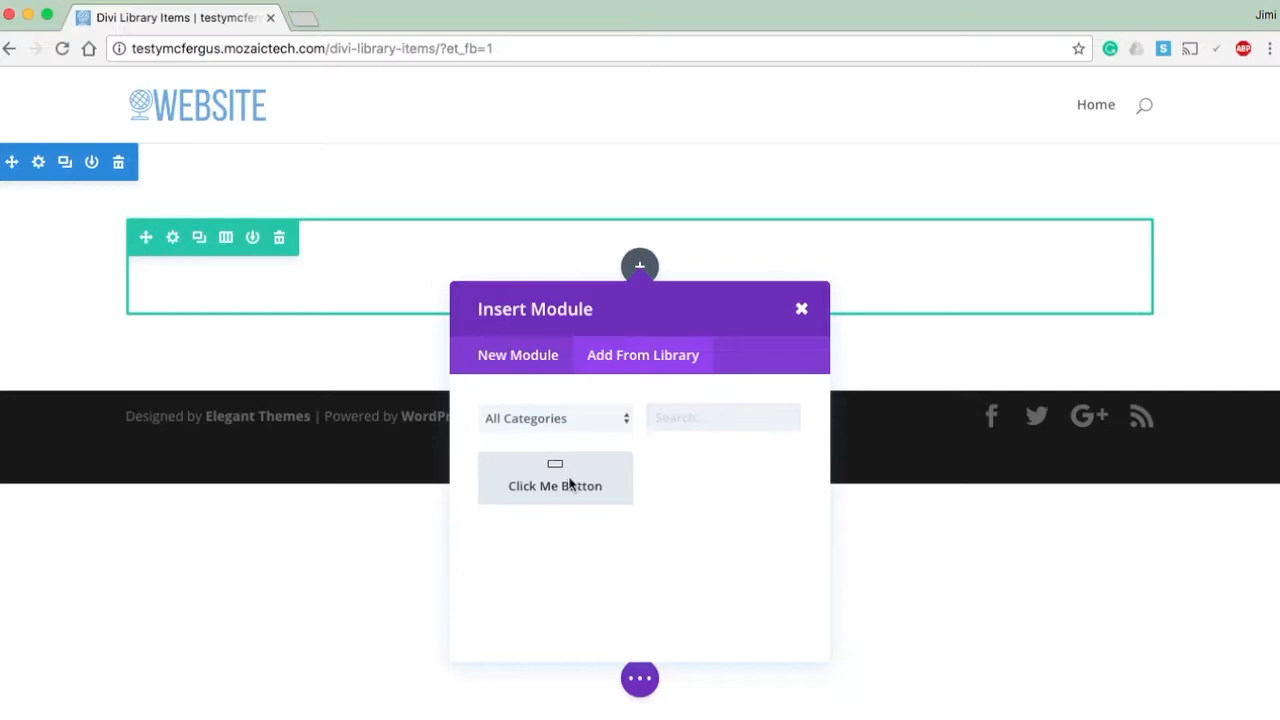 Divi Library Items | testymcfer
Jimi
testymcfergus.mozaictech.com/divi-library-items/?et_fb=1
S
ABP
WEBSITE
Home
Insert Module
New Module
Add From Library
All Categories
Search...
Click Me Button
Designed by Elegant Themes | Powered by WordPr